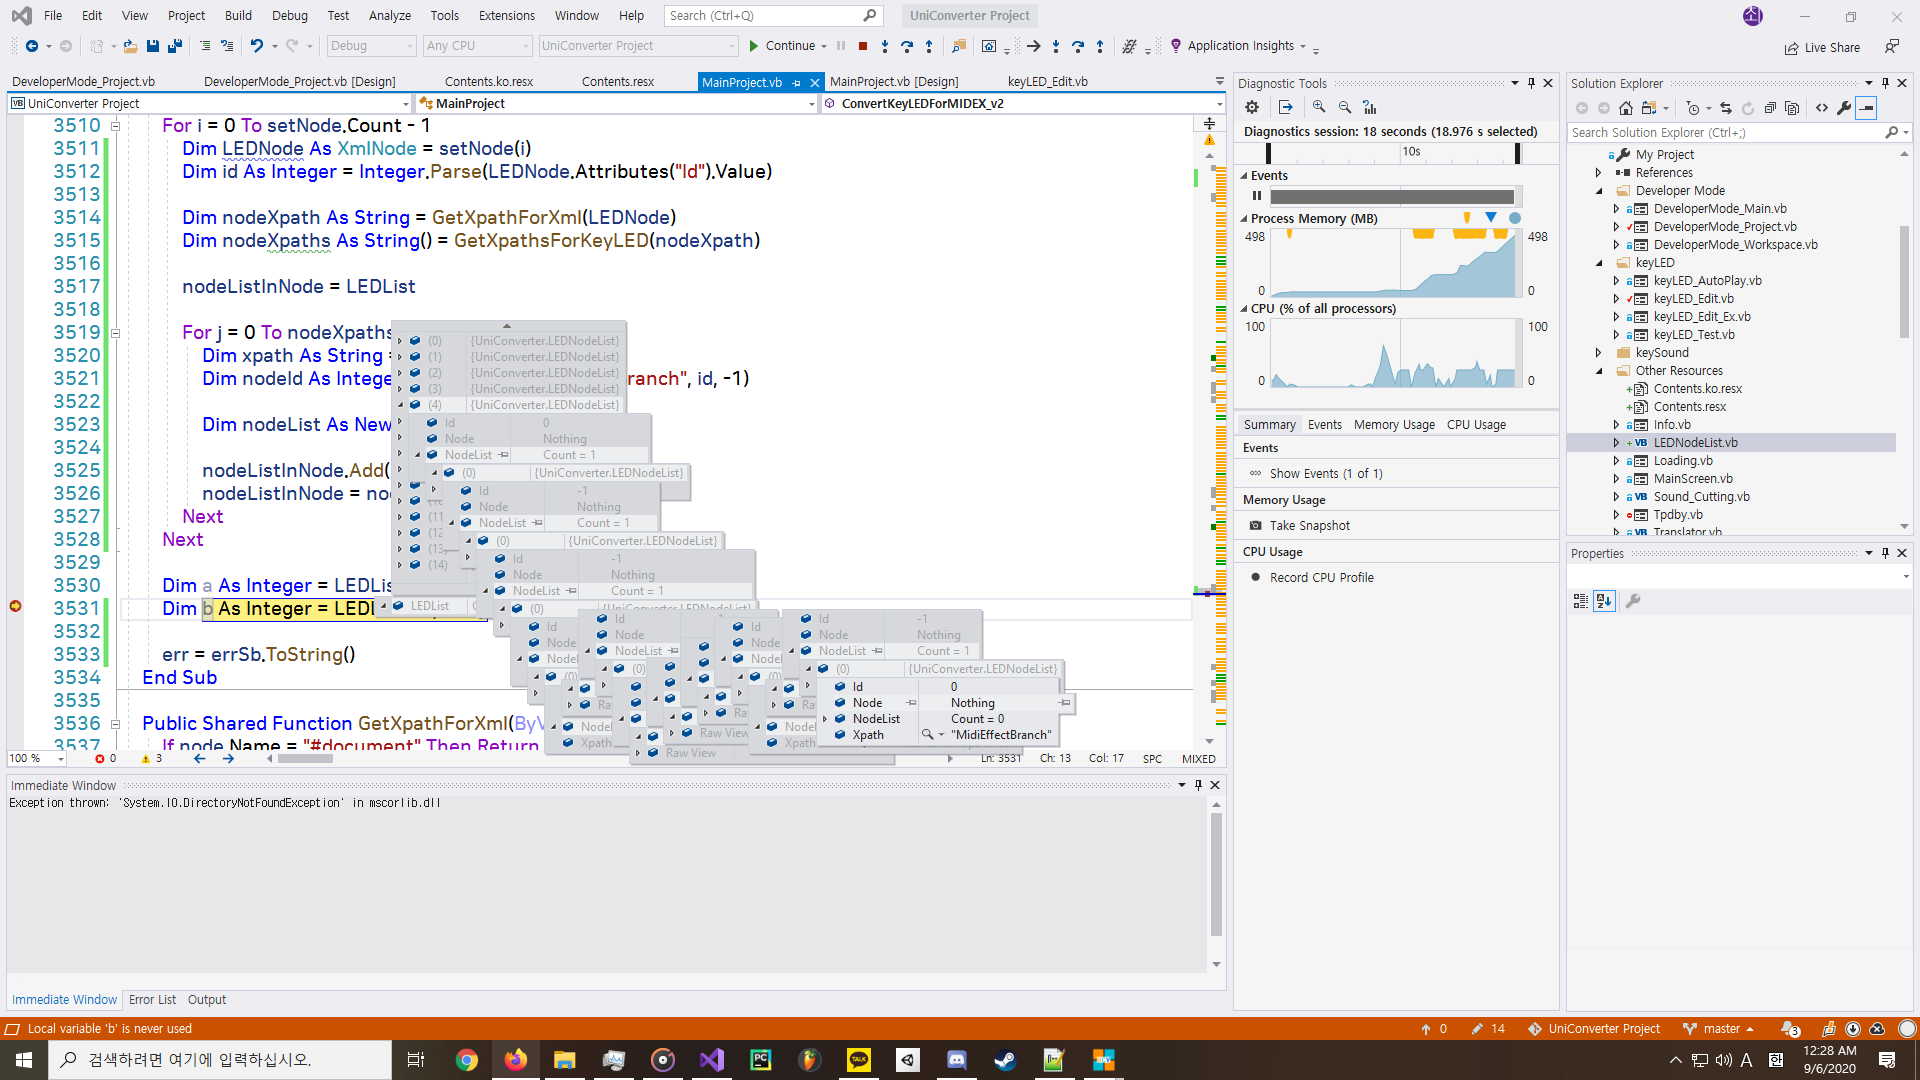 File Edit View Project Build Debug Test Analyze Tools Extensions Window Help Search (Ctrl+Q) UniConverter Project
Debug Any CPU UniConverter Project Continue Application Insights Live Share
DeveloperMode_Project.vb DeveloperMode_Project.vb [Design] Contents.ko.resx Contents.resx MainProject.vb MainProject.vb [Design] keyLED_Edit.vb
UniConverter Project MainProject ConvertKeyLEDForMIDEX_v2
3510 For i = 0 To setNode.Count - 1
3511 Dim LEDNode As XmlNode = setNode(i)
3512 Dim id As Integer = Integer.Parse(LEDNode.Attributes("Id").Value)
3513
3514 Dim nodeXpath As String = GetXpathForXml(LEDNode)
3515 Dim nodeXpaths As String() = GetXpathsForKeyLED(nodeXpath)
3516
3517 nodeListInNode = LEDList
3518
3519 For j = 0 To nodeXpaths
3520 Dim xpath As String =
3521 Dim nodeId As Integ ranch", id, -1)
3522
3523 Dim nodeList As New
3524
3525 nodeListInNode.Add(
3526 nodeListInNode = no
3527 Next
3528 Next
3529
3530 Dim a As Integer = LEDLis
3531 Dim b As Integer = LEDL
3532
3533 err = errSb.ToString()
3534 End Sub
3535
3536 Public Shared Function GetXpathForXml(ByV
3537 If node.Name = "#document" Then Return
(0) {UniConverter.LEDNodeList}
(1) {UniConverter.LEDNodeList}
(2) {UniConverter.LEDNodeList}
(3) {UniConverter.LEDNodeList}
(4) {UniConverter.LEDNodeList}
Id 0
Node Nothing
NodeList Count = 1
(0) {UniConverter.LEDNodeList}
Id -1
Node Nothing
NodeList Count = 1
(0) {UniConverter.LEDNodeList}
Id -1
Node Nothing
NodeList Count = 1
(0) {UniConverter.LEDNodeList}
(11
(12
(13
(14)
LEDList
Id
Node
NodeList
(0)
Id -1
Node Nothing
NodeList Count = 1
(0) {UniConverter.LEDNodeList}
Id 0
Node Nothing
NodeList Count = 0
Xpath "MidiEffectBranch"
Raw View
Raw View
100 % 0 3 Ln: 3531 Ch: 13 Col: 17 SPC MIXED
Immediate Window
Exception thrown: 'System.IO.DirectoryNotFoundException' in mscorlib.dll
Immediate Window Error List Output
Diagnostic Tools
Diagnostics session: 18 seconds (18.976 s selected)
10s
Events
Process Memory (MB)
498 498
0 0
CPU (% of all processors)
100 100
0 0
Summary Events Memory Usage CPU Usage
Events
Show Events (1 of 1)
Memory Usage
Take Snapshot
CPU Usage
Record CPU Profile
Solution Explorer
Search Solution Explorer (Ctrl+;)
My Project
References
Developer Mode
DeveloperMode_Main.vb
DeveloperMode_Project.vb
DeveloperMode_Workspace.vb
keyLED
keyLED_AutoPlay.vb
keyLED_Edit.vb
keyLED_Edit_Ex.vb
keyLED_Test.vb
keySound
Other Resources
Contents.ko.resx
Contents.resx
Info.vb
LEDNodeList.vb
Loading.vb
MainScreen.vb
Sound_Cutting.vb
Tpdby.vb
Translator.vb
Properties
Local variable 'b' is never used 0 14 UniConverter Project master 3
검색하려면 여기에 입력하십시오. A 한 12:28 AM
9/6/2020